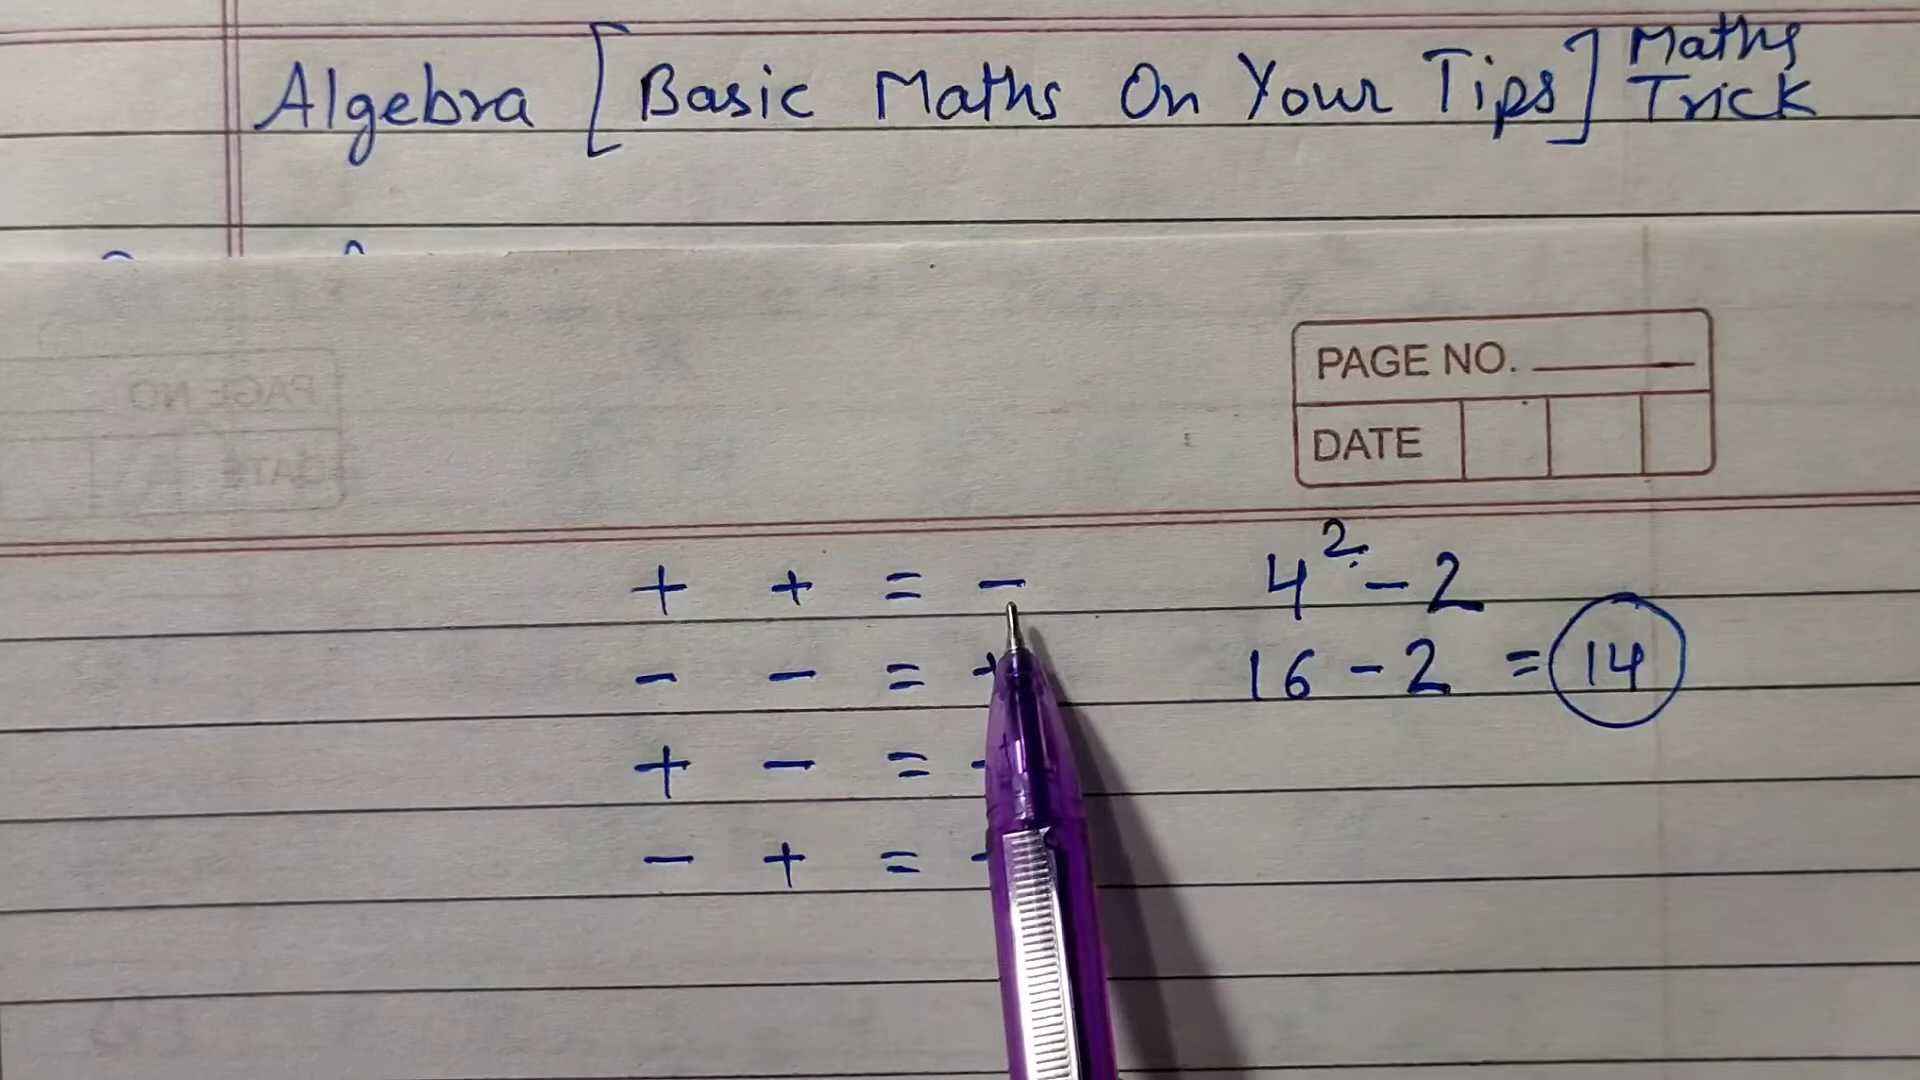 Algebra [Basic Maths On Your Tips] Maths Trick
PAGE NO.
DATE
+ + = -
- - = +
+ - =
- + =
4² - 2
16 - 2 = 14